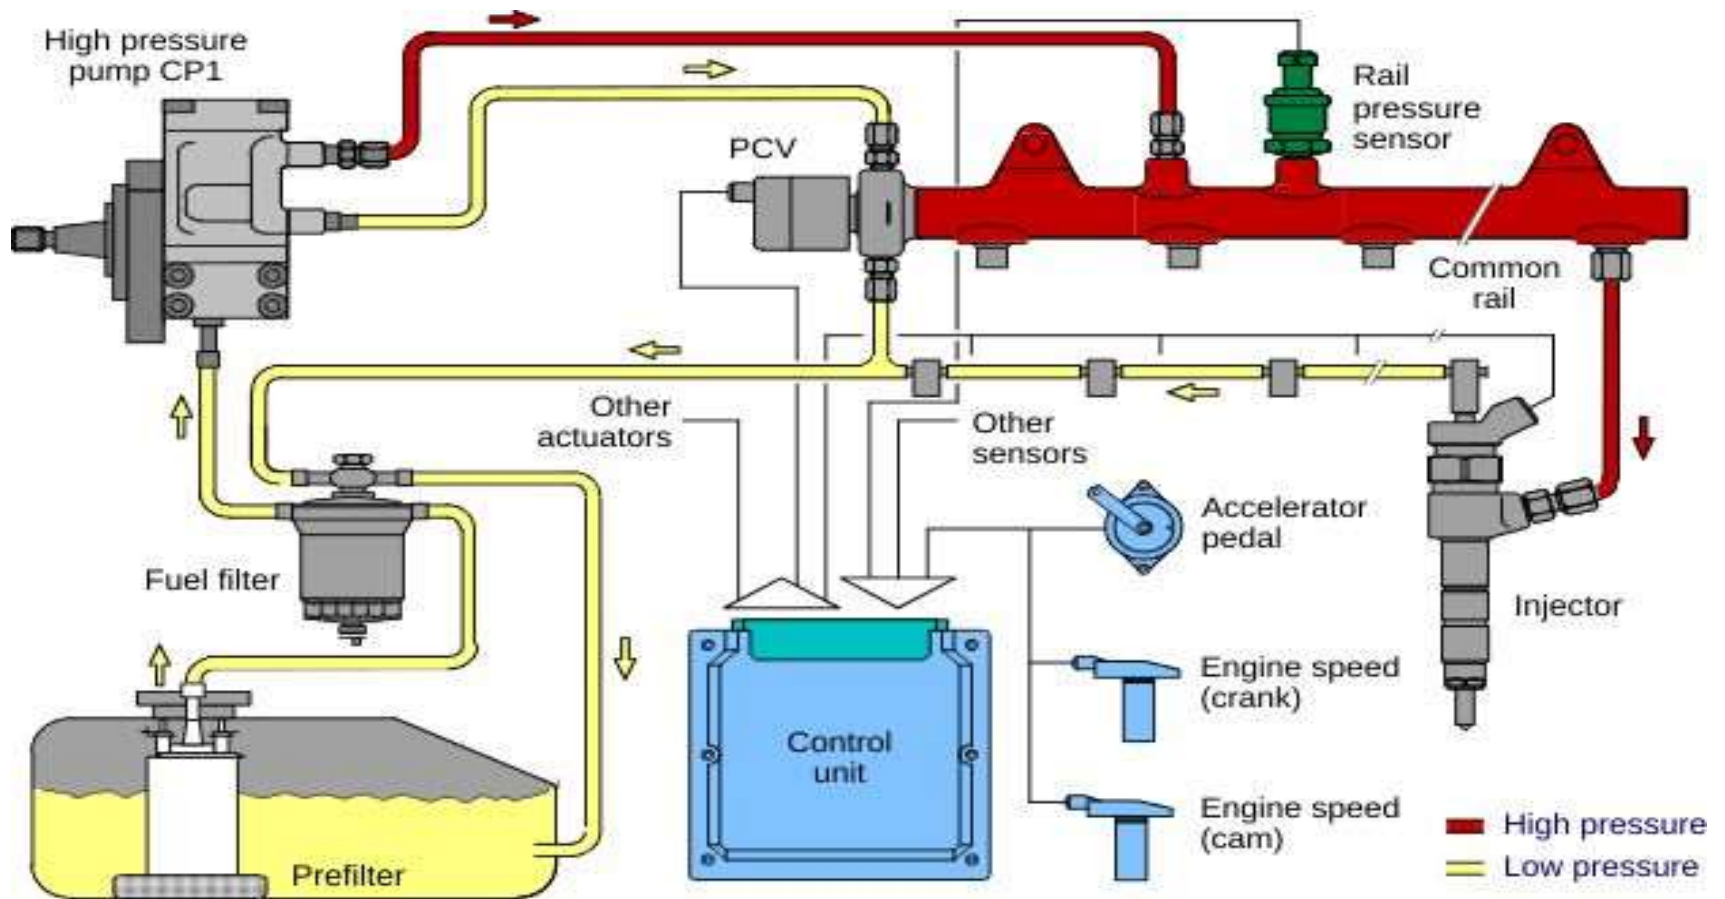 High pressure
pump CP1
Rail
pressure
sensor
PCV
Common
rail
Other
actuators
Other
sensors
Accelerator
pedal
Fuel filter
Injector
Engine speed
(crank)
Control
unit
Engine speed
(cam)
High pressure
Low pressure
Prefilter